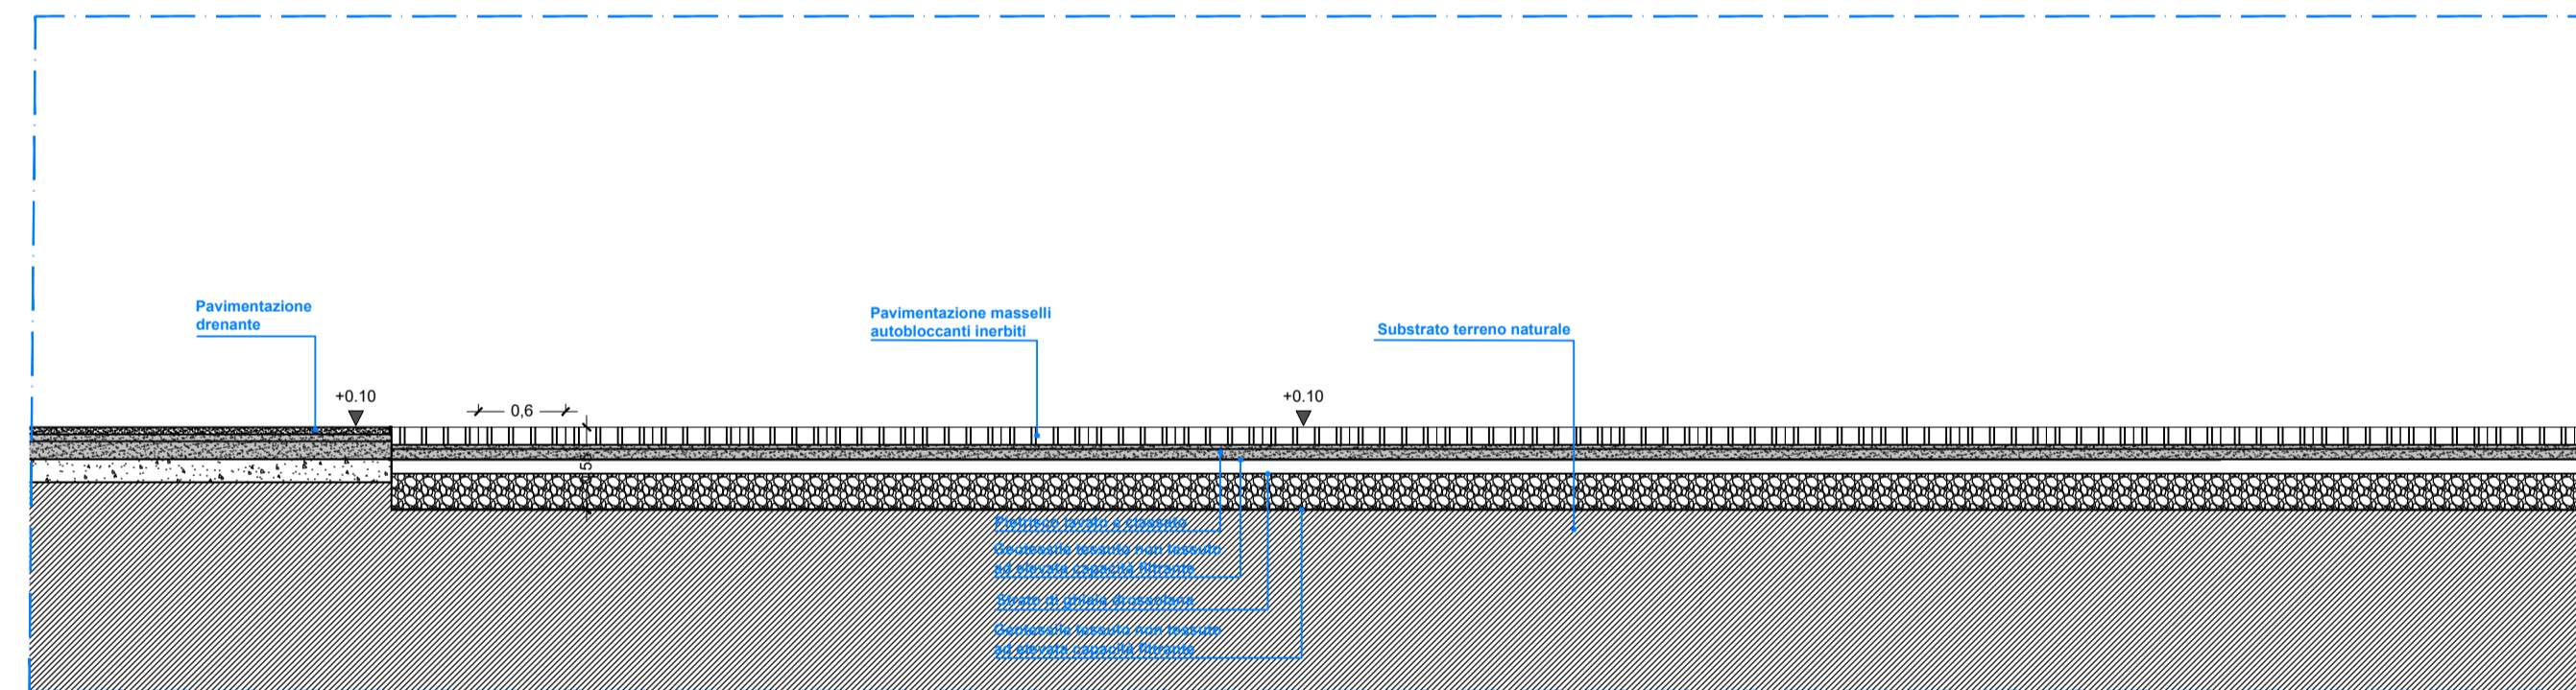 Pavimentazione
drenante
Pavimentazione masselli
autobloccanti inerbiti
Substrato terreno naturale
+0.10
+0.10
0,6
Pietrisco lavato e classato
Geotessile tessuto non tessuto
ad elevata capacità filtrante
Strato di ghiaia
Geotessile tessuto non tessuto
ad elevata capacità filtrante